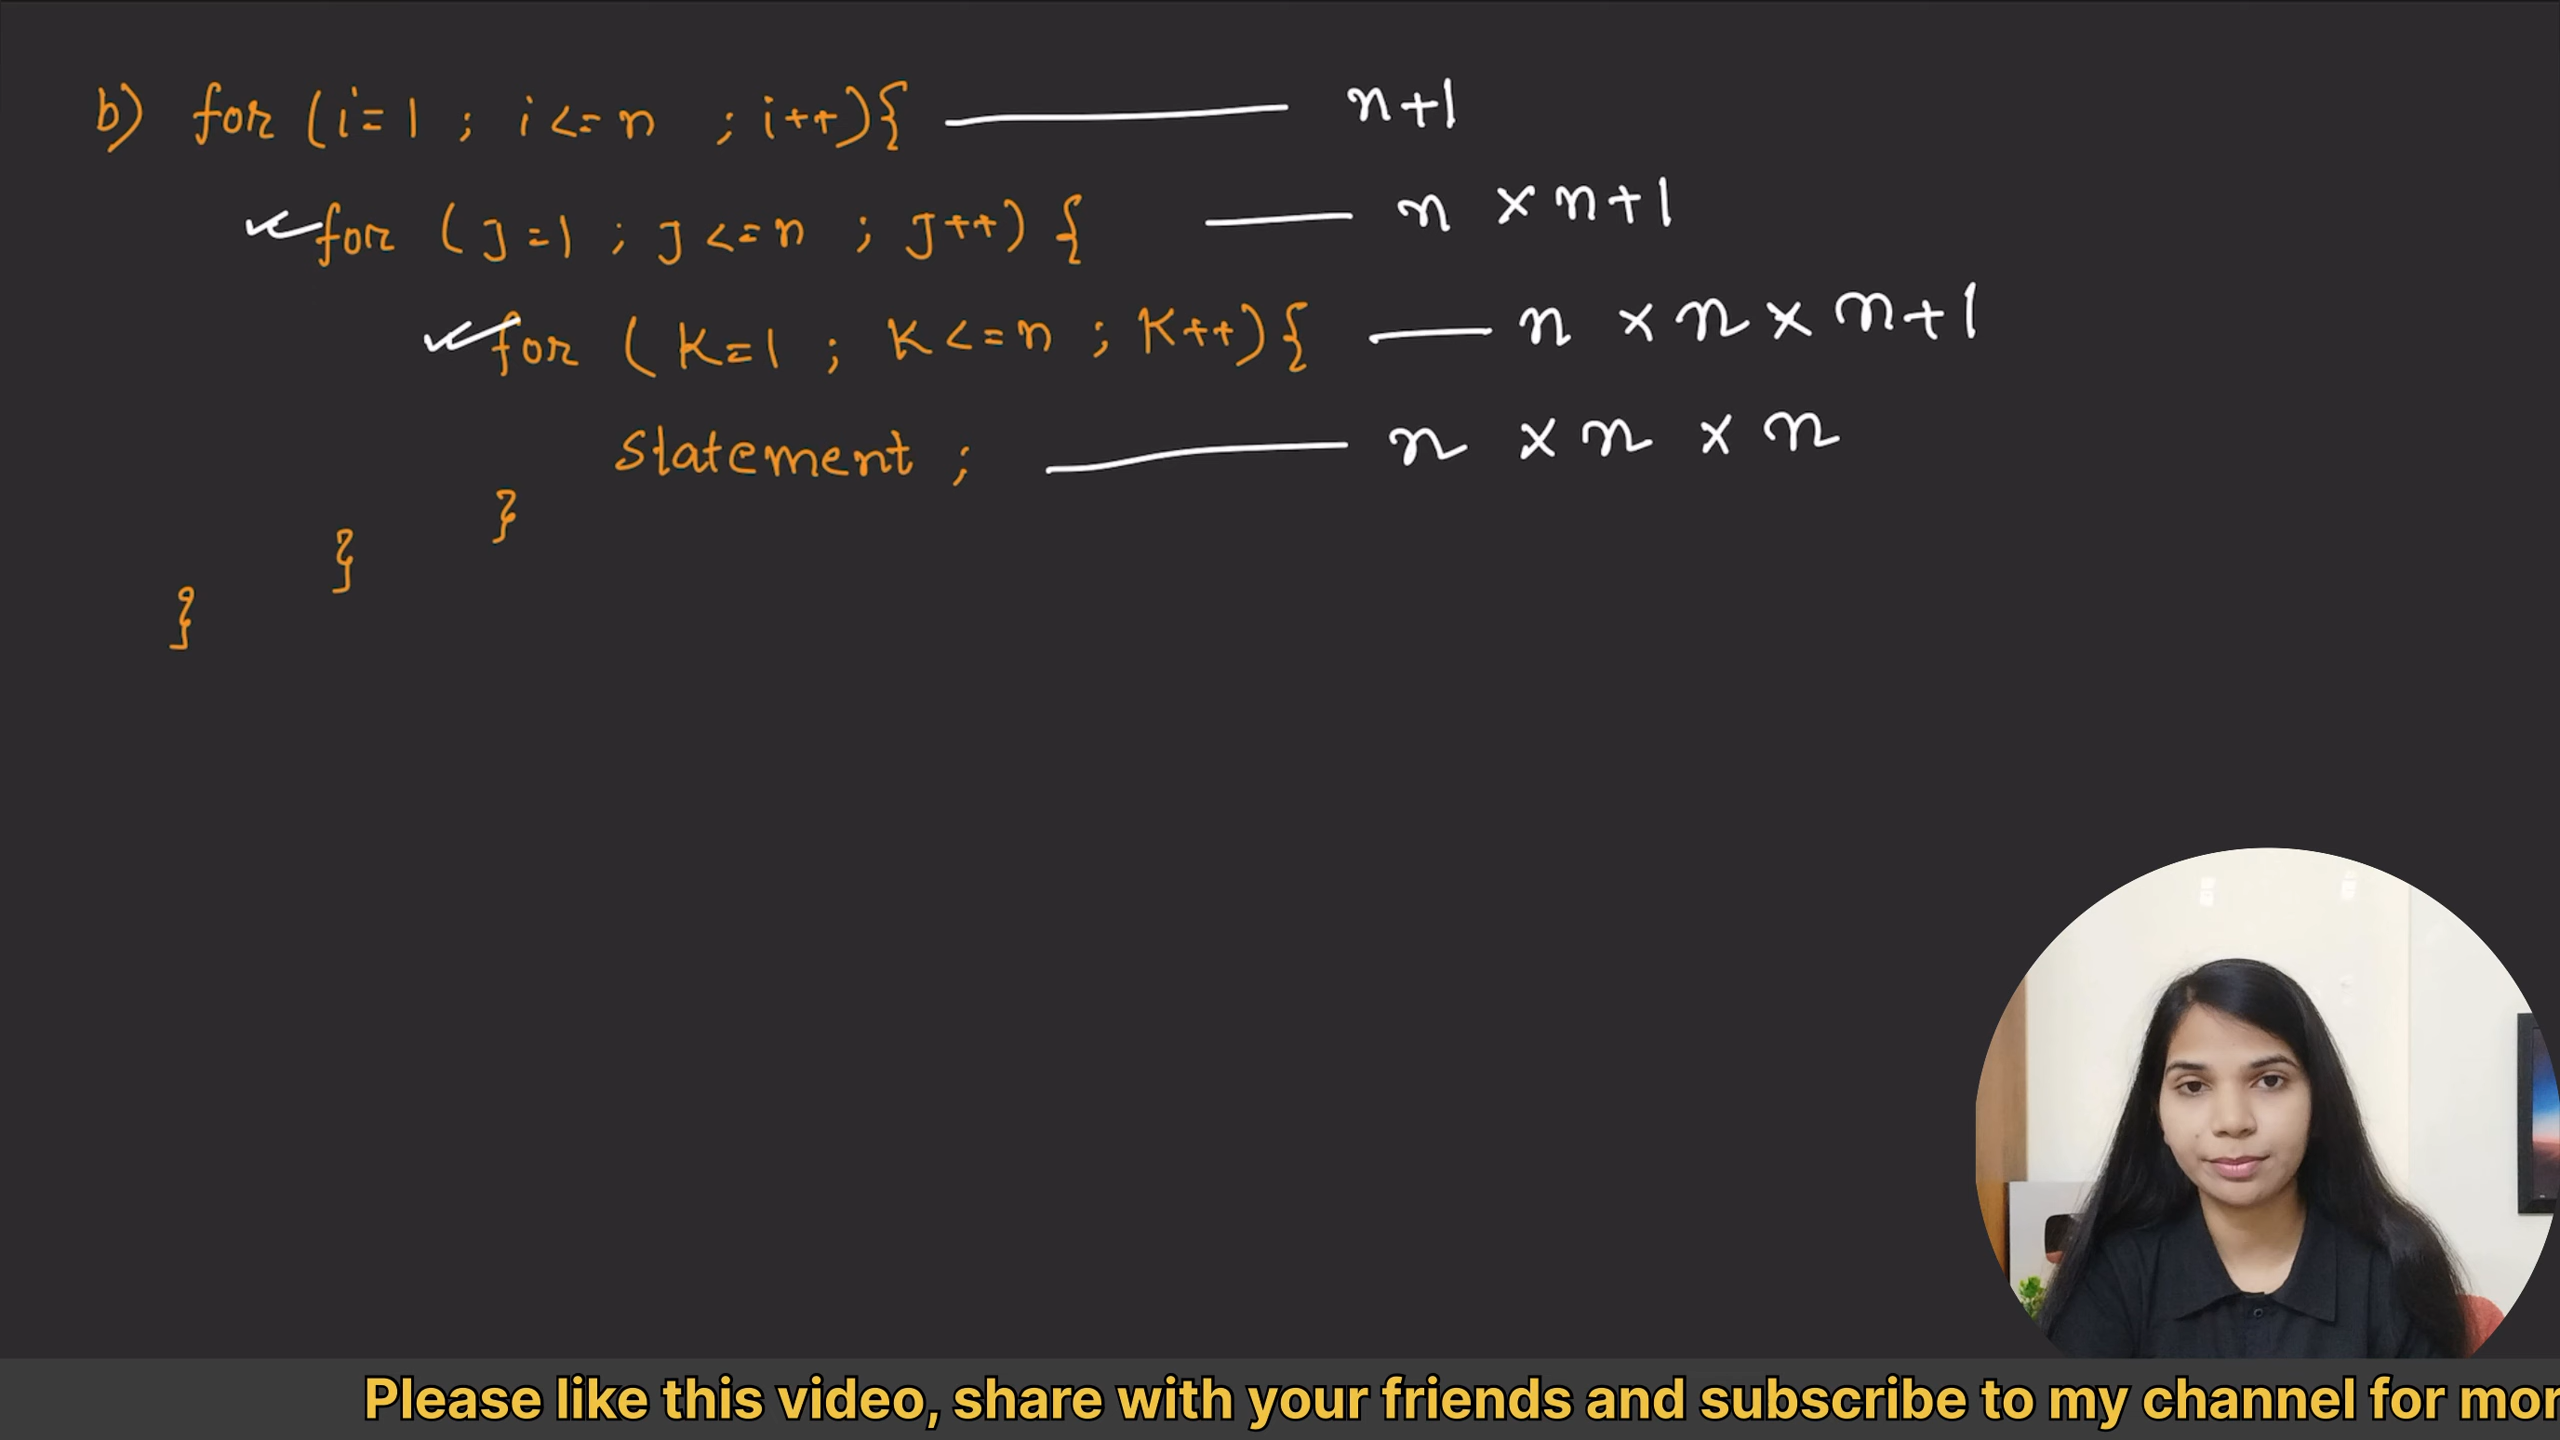 b) for (i=1 ; i<=n ; i++){ —— n+1
for (J=1 ; J<=n ; J++) { —— n × n+1
for ( K=1 ; K<=n ; K++){ —— n × n × n+1
Statement ; —— n × n × n
}
}
}
Please like this video, share with your friends and subscribe to my channel for mor